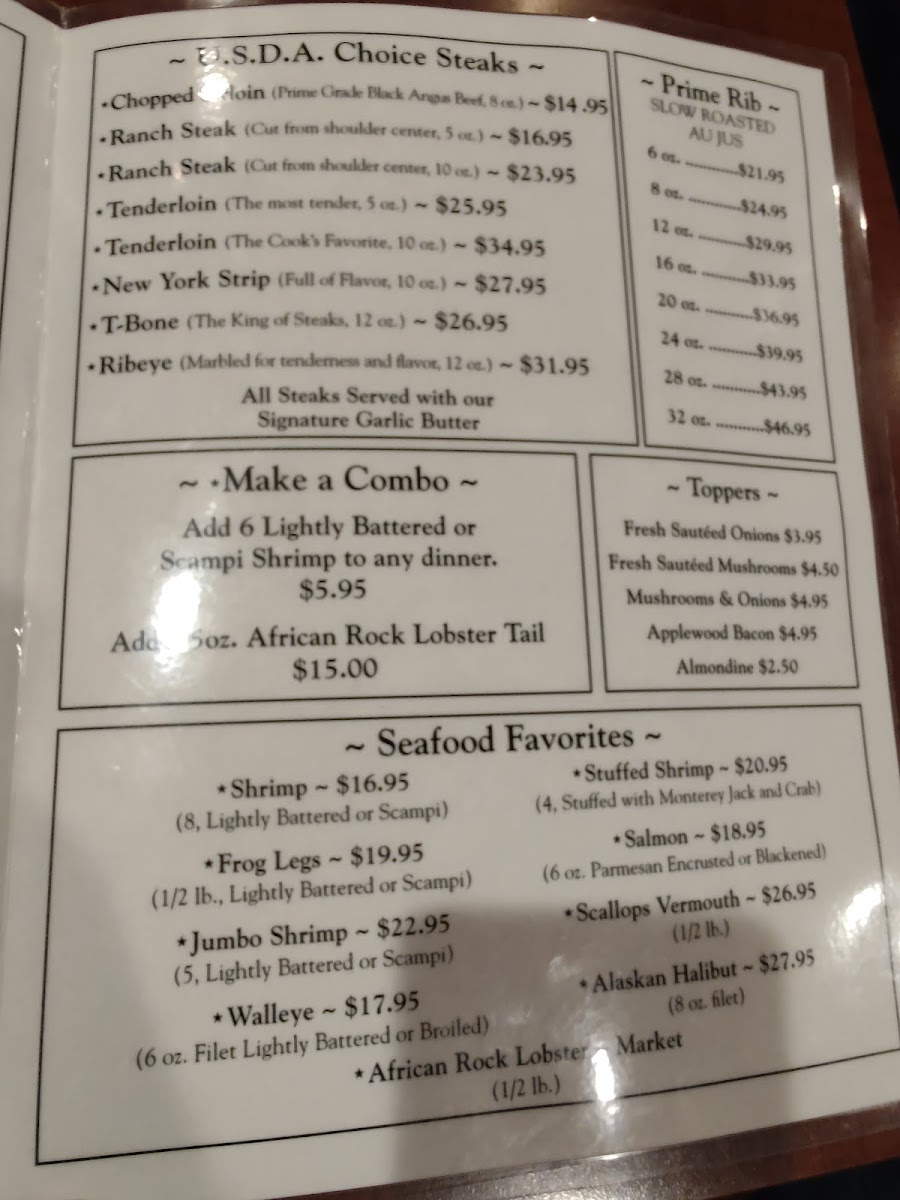 ~ U.S.D.A. Choice Steaks ~
⋆Chopped (Prime Grade Black Angus Beef, 8 oz.) ~ $14.95
⋆Ranch Steak (Cut from shoulder center, 5 oz.) ~ $16.95
⋆Ranch Steak (Cut from shoulder center, 10 oz.) ~ $23.95
⋆Tenderloin (The most tender, 5 oz.) ~ $25.95
⋆Tenderloin (The Cook's Favorite, 10 oz.) ~ $34.95
⋆New York Strip (Full of Flavor, 10 oz.) ~ $27.95
⋆T-Bone (The King of Steaks, 12 oz.) ~ $26.95
⋆Ribeye (Marbled for tenderness and flavor, 12 oz.) ~ $31.95
All Steaks Served with our
Signature Garlic Butter
~ Prime Rib ~
SLOW ROASTED
AU JUS
6 oz. ............$21.95
8 oz. ............$24.95
12 oz. ...........$29.95
16 oz. ...........$33.95
20 oz. ...........$36.95
24 oz. ...........$39.95
28 oz. ...........$43.95
32 oz. ...........$46.95
~ ⋆Make a Combo ~
Add 6 Lightly Battered or
Scampi Shrimp to any dinner.
$5.95
Add 5oz. African Rock Lobster Tail
$15.00
~ Toppers ~
Fresh Sautéed Onions $3.95
Fresh Sautéed Mushrooms $4.50
Mushrooms & Onions $4.95
Applewood Bacon $4.95
Almondine $2.50
~ Seafood Favorites ~
⋆Shrimp ~ $16.95
(8, Lightly Battered or Scampi)
⋆Frog Legs ~ $19.95
(1/2 lb., Lightly Battered or Scampi)
⋆Jumbo Shrimp ~ $22.95
(5, Lightly Battered or Scampi)
⋆Walleye ~ $17.95
(6 oz. Filet Lightly Battered or Broiled)
⋆Stuffed Shrimp ~ $20.95
(4, Stuffed with Monterey Jack and Crab)
⋆Salmon ~ $18.95
(6 oz. Parmesan Encrusted or Blackened)
⋆Scallops Vermouth ~ $26.95
(1/2 lb.)
⋆Alaskan Halibut ~ $27.95
(8 oz. filet)
⋆African Rock Lobster Market
(1/2 lb.)